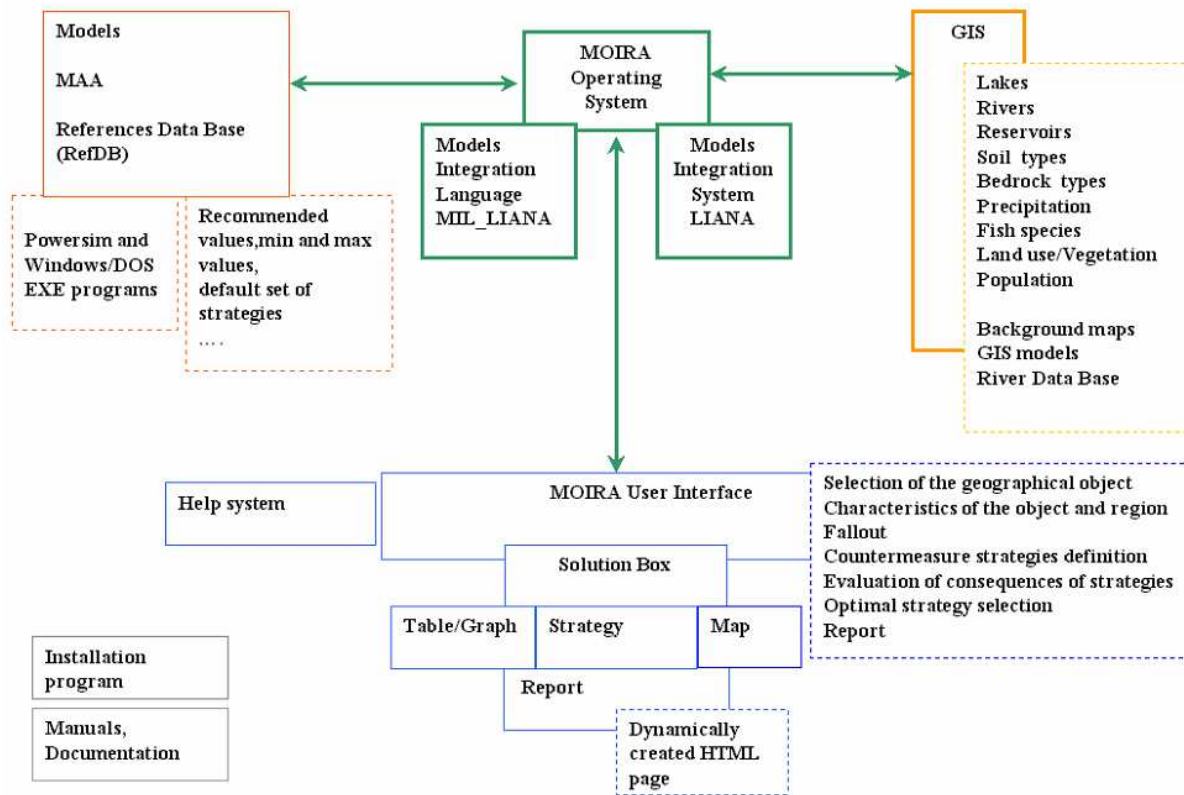 Models
MAA
References Data Base
(RefDB)
Powersim and
Windows/DOS
EXE programs
Recommended
values,min and max
values,
default set of
strategies
....
MOIRA
Operating
System
Models
Integration
Language
MIL_LIANA
Models
Integration
System
LIANA
GIS
Lakes
Rivers
Reservoirs
Soil types
Bedrock types
Precipitation
Fish species
Land use/Vegetation
Population
Background maps
GIS models
River Data Base
Help system
MOIRA User Interface
Solution Box
Table/Graph
Strategy
Map
Report
Dynamically
created HTML
page
Selection of the geographical object
Characteristics of the object and region
Fallout
Countermeasure strategies definition
Evaluation of consequences of strategies
Optimal strategy selection
Report
Installation
program
Manuals,
Documentation